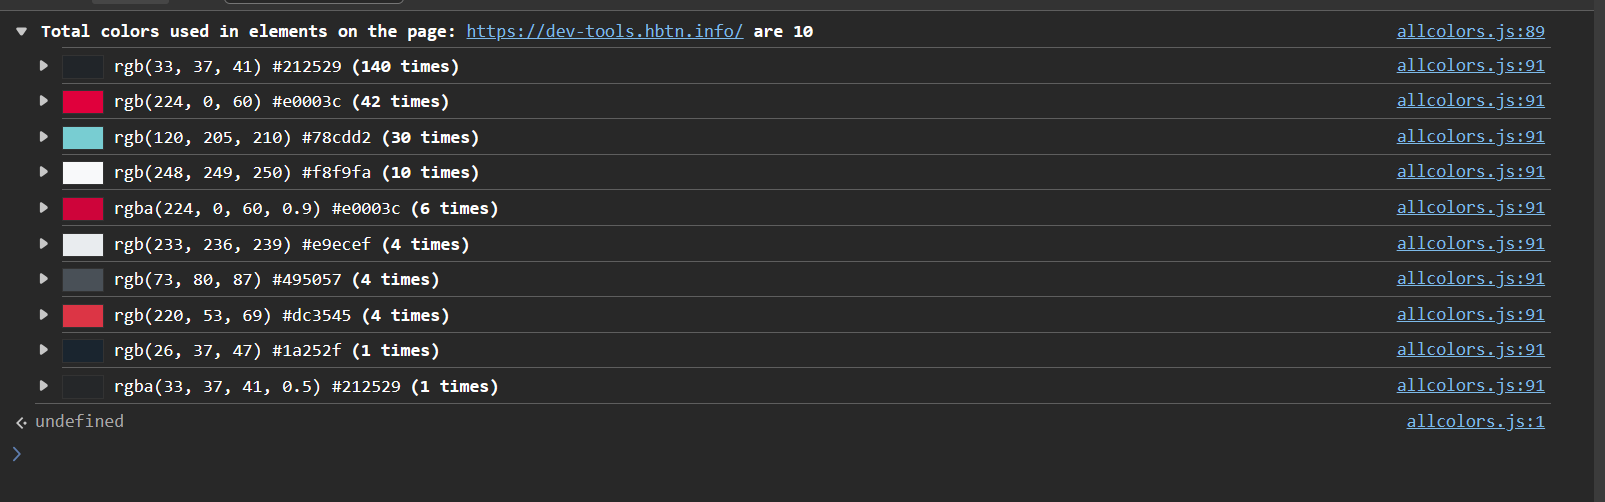 Total colors used in elements on the page: https://dev-tools.hbtn.info/ are 10 allcolors.js:89
rgb(33, 37, 41) #212529 (140 times) allcolors.js:91
rgb(224, 0, 60) #e0003c (42 times) allcolors.js:91
rgb(120, 205, 210) #78cdd2 (30 times) allcolors.js:91
rgb(248, 249, 250) #f8f9fa (10 times) allcolors.js:91
rgba(224, 0, 60, 0.9) #e0003c (6 times) allcolors.js:91
rgb(233, 236, 239) #e9ecef (4 times) allcolors.js:91
rgb(73, 80, 87) #495057 (4 times) allcolors.js:91
rgb(220, 53, 69) #dc3545 (4 times) allcolors.js:91
rgb(26, 37, 47) #1a252f (1 times) allcolors.js:91
rgba(33, 37, 41, 0.5) #212529 (1 times) allcolors.js:91
undefined allcolors.js:1